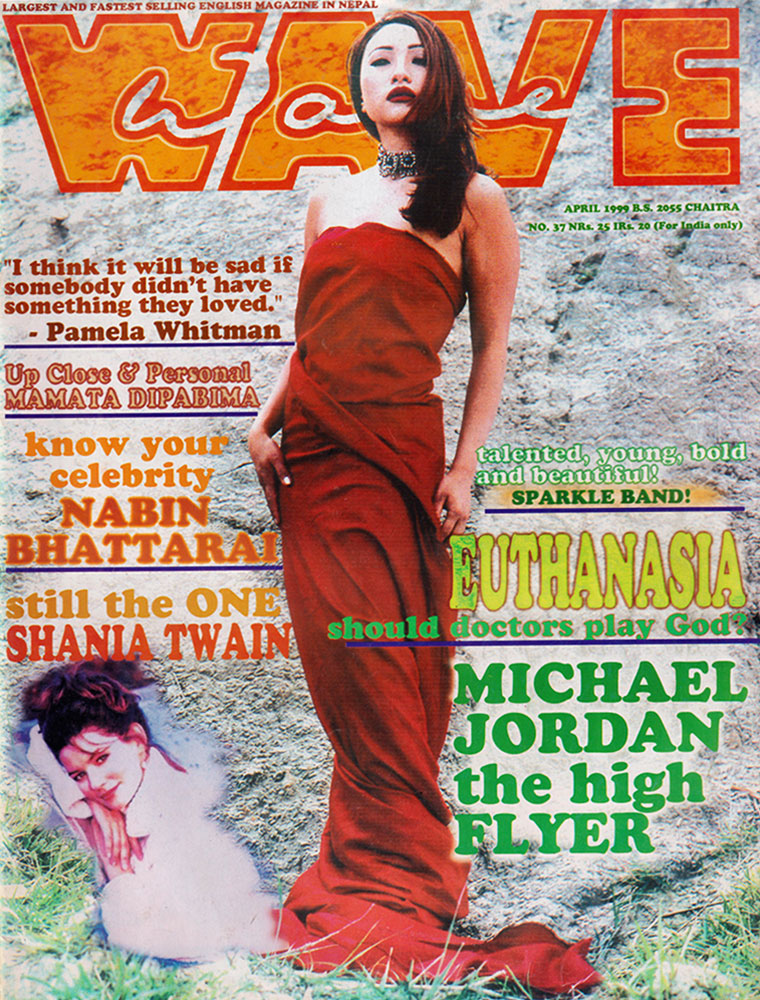 LARGEST AND FASTEST SELLING ENGLISH MAGAZINE IN NEPAL
WAVE
wave
APRIL 1999 B.S. 2055 CHAITRA
NO. 37 NRs. 25 IRs. 20 (For India only)
"I think it will be sad if
somebody didn't have
something they loved."
- Pamela Whitman
Up Close & Personal
MAMATA DIPABIMA
know your
celebrity
NABIN
BHATTARAI
still the ONE
SHANIA TWAIN
talented, young, bold
and beautiful!
SPARKLE BAND!
EUTHANASIA
should doctors play God?
MICHAEL
JORDAN
the high
FLYER